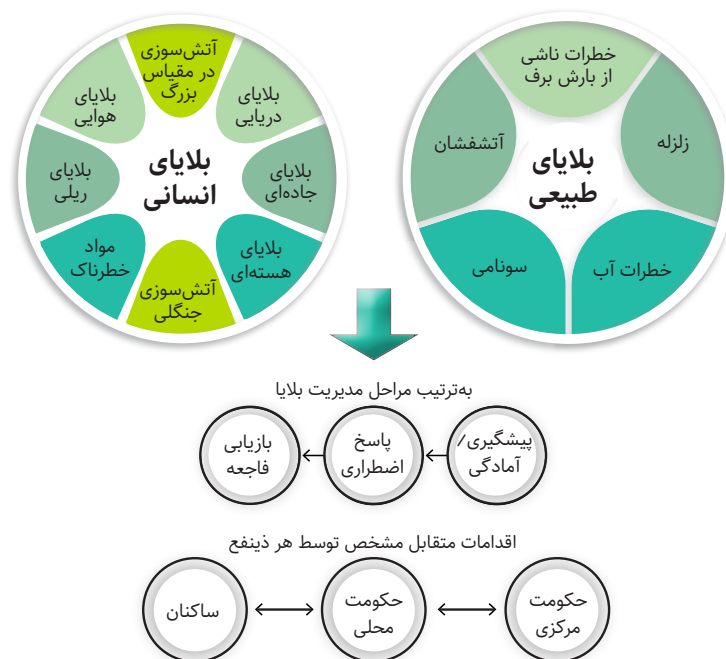 خطرات ناشی
از بارش برف
زلزله
خطرات آب
سونامی
آتشفشان
بلایای
طبیعی
آتش‌سوزی
در مقیاس
بزرگ
بلایای
دریایی
بلایای
جاده‌ای
بلایای
هسته‌ای
آتش‌سوزی
جنگلی
مواد
خطرناک
بلایای
ریلی
بلایای
هوایی
بلایای
انسانی
به‌ترتیب مراحل مدیریت بلایا
پیشگیری/
آمادگی
پاسخ
اضطراری
بازیابی
فاجعه
اقدامات متقابل مشخص توسط هر ذینفع
حکومت
مرکزی
حکومت
محلی
ساکنان